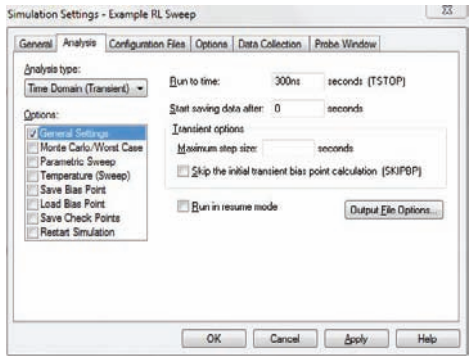 Simulation Settings - Example RL Sweep
General Analysis Configuration Files Options Data Collection Probe Window
Analysis type:
Time Domain (Transient)
Options:
General Settings
Monte Carlo/Worst Case
Parametric Sweep
Temperature (Sweep)
Save Bias Point
Load Bias Point
Save Check Points
Restart Simulation
Run to time: 300ns seconds (TSTOP)
Start saving data after: 0 seconds
Transient options
Maximum step size: seconds
Skip the initial transient bias point calculation (SKIPBP)
Run in resume mode
Output File Options...
OK Cancel Apply Help